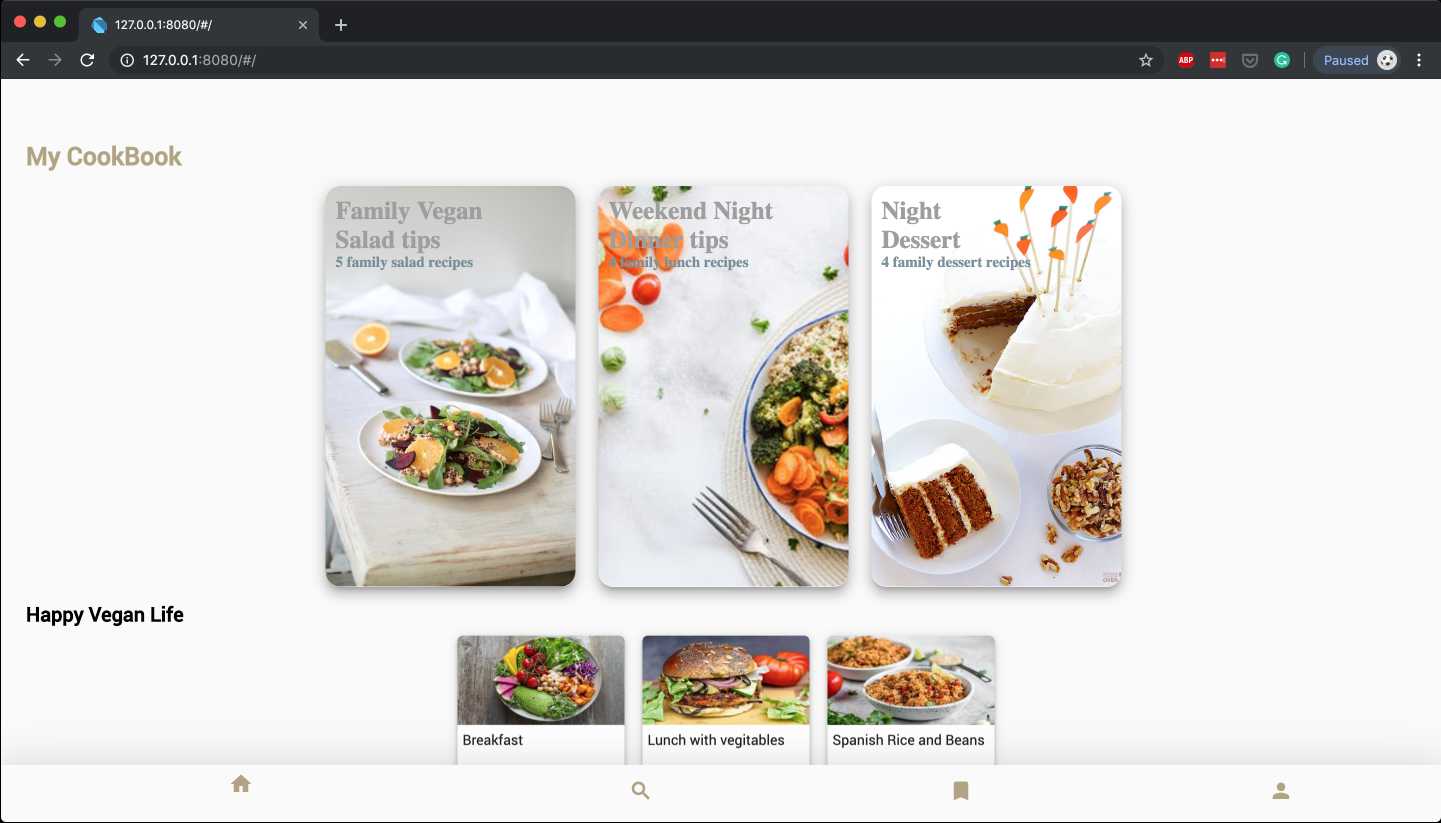 127.0.0.1:8080/#/
127.0.0.1:8080/#/
ABP
Paused
My CookBook
Family Vegan
Salad tips
5 family salad recipes
Weekend Night
Dinner tips
4 family lunch recipes
Night
Dessert
4 family dessert recipes
Happy Vegan Life
Breakfast
Lunch with vegitables
Spanish Rice and Beans